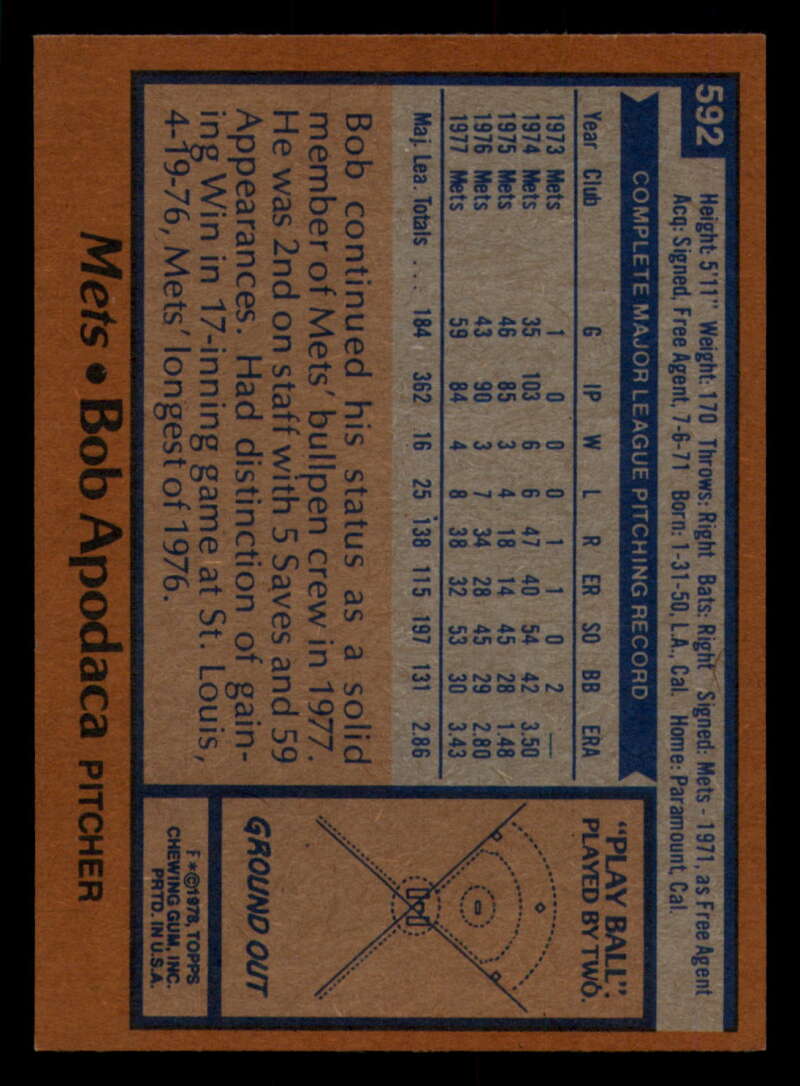 592
Height: 5'11" Weight: 170 Throws: Right Bats: Right Signed: Mets - 1971, as Free Agent
Acq: Signed, Free Agent, 7-6-71 Born: 1-31-50, L.A., Cal. Home: Paramount, Cal.
COMPLETE MAJOR LEAGUE PITCHING RECORD
Year Club G IP W L R ER SO BB ERA
1973 Mets 1 0 0 0 1 1 0 2 —
1974 Mets 35 103 6 6 47 40 54 42 3.50
1975 Mets 46 85 3 4 18 14 45 28 1.48
1976 Mets 43 90 3 7 34 28 45 29 2.80
1977 Mets 59 84 4 8 38 32 53 30 3.43
Maj. Lea. Totals ... 184 362 16 25 138 115 197 131 2.86
Bob continued his status as a solid
member of Mets' bullpen crew in 1977.
He was 2nd on staff with 5 Saves and 59
Appearances. Had distinction of gain-
ing Win in 17-inning game at St. Louis,
4-19-76, Mets' longest of 1976.
"PLAY BALL"
PLAYED BY TWO.
GROUND OUT
F*©1978, TOPPS
CHEWING GUM, INC.
PRTD. IN U.S.A.
Mets • Bob Apodaca PITCHER